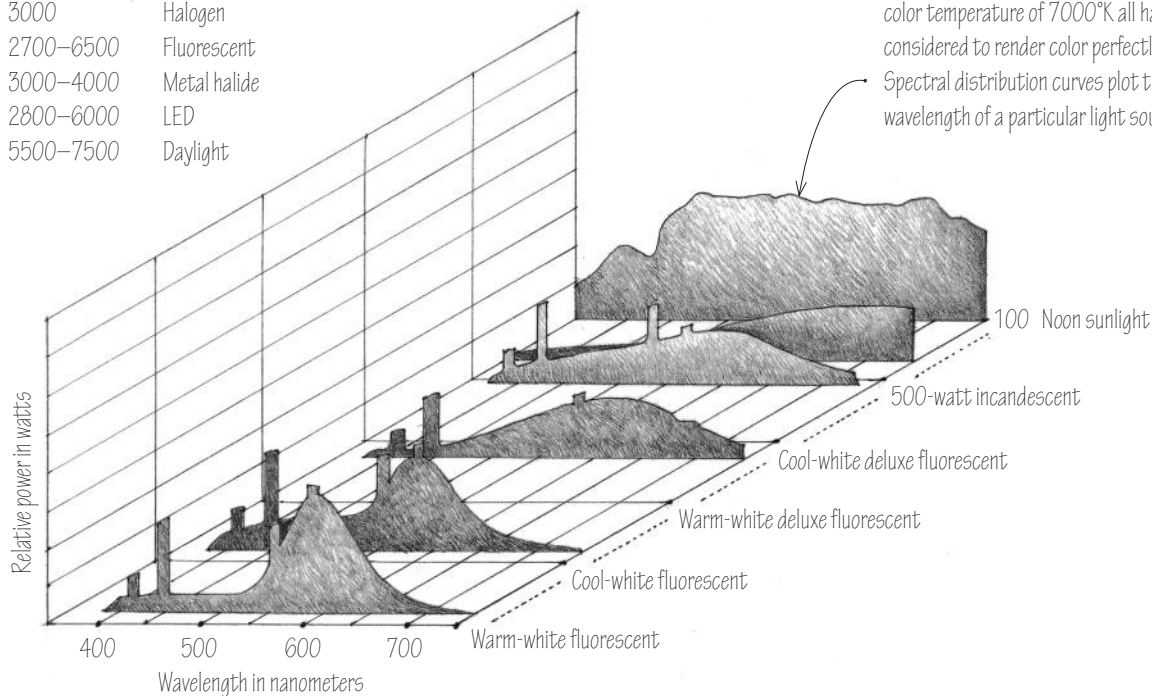 3000 Halogen
2700–6500 Fluorescent
3000–4000 Metal halide
2800–6000 LED
5500–7500 Daylight
color temperature of 7000°K all
considered to render color
Spectral distribution curves plot
wavelength of a particular light
100 Noon sunlight
500-watt incandescent
Cool-white deluxe fluorescent
Warm-white deluxe fluorescent
Cool-white fluorescent
Warm-white fluorescent
Relative power in watts
400 500 600 700
Wavelength in nanometers